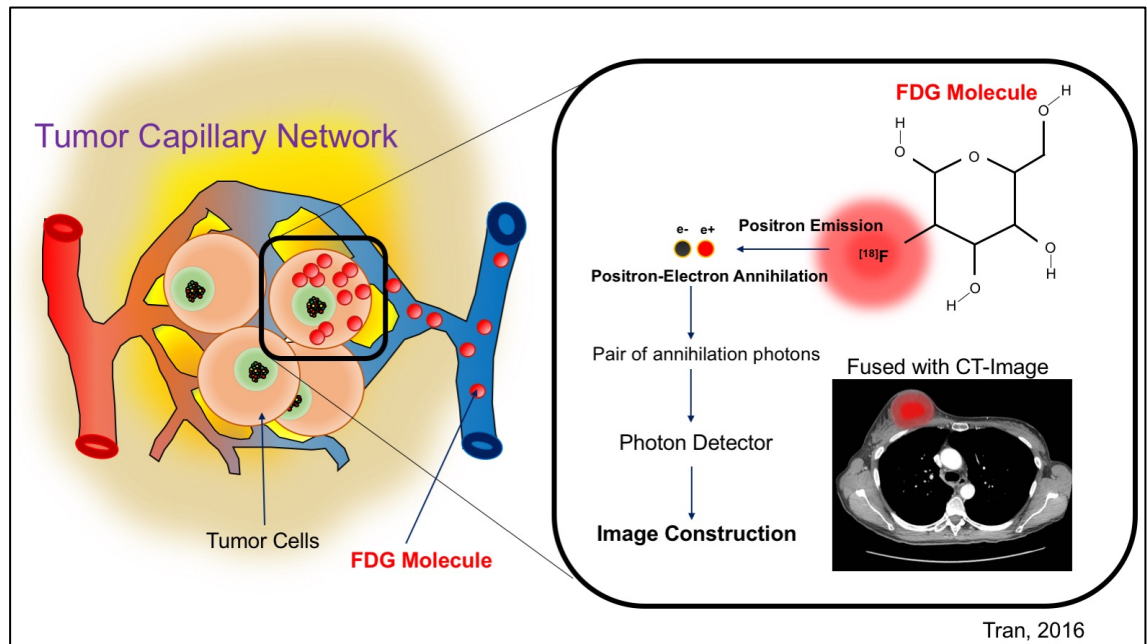 Tumor Capillary Network
Tumor Cells
FDG Molecule
FDG Molecule
H
O
H
O
O
[18]F
O
H
O
H
Positron Emission
e- e+
Positron-Electron Annihilation
Pair of annihilation photons
Photon Detector
Image Construction
Fused with CT-Image
Tran, 2016